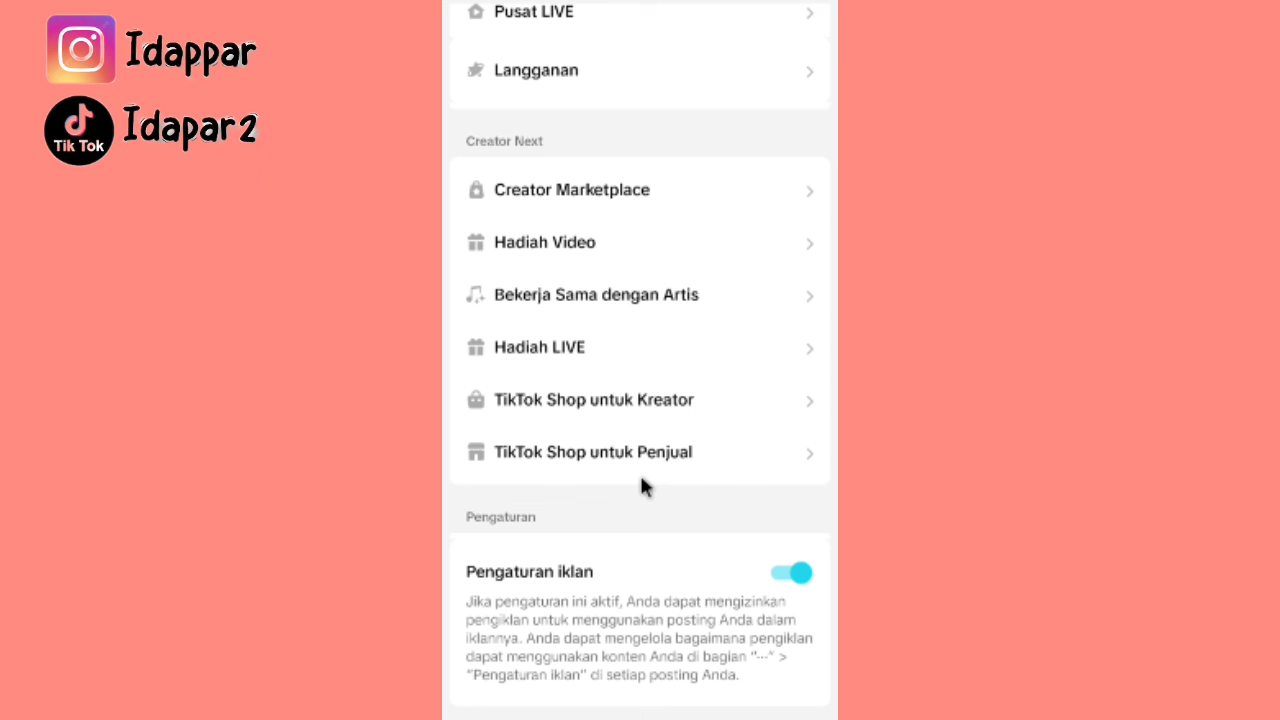 Idappar
Tik Tok
Idapar2
Pusat LIVE
Langganan
Creator Next
Creator Marketplace
Hadiah Video
Bekerja Sama dengan Artis
Hadiah LIVE
TikTok Shop untuk Kreator
TikTok Shop untuk Penjual
Pengaturan
Pengaturan iklan
Jika pengaturan ini aktif, Anda dapat mengizinkan
pengiklan untuk menggunakan posting Anda dalam
iklannya. Anda dapat mengelola bagaimana pengiklan
dapat menggunakan konten Anda di bagian "···" >
"Pengaturan iklan" di setiap posting Anda.